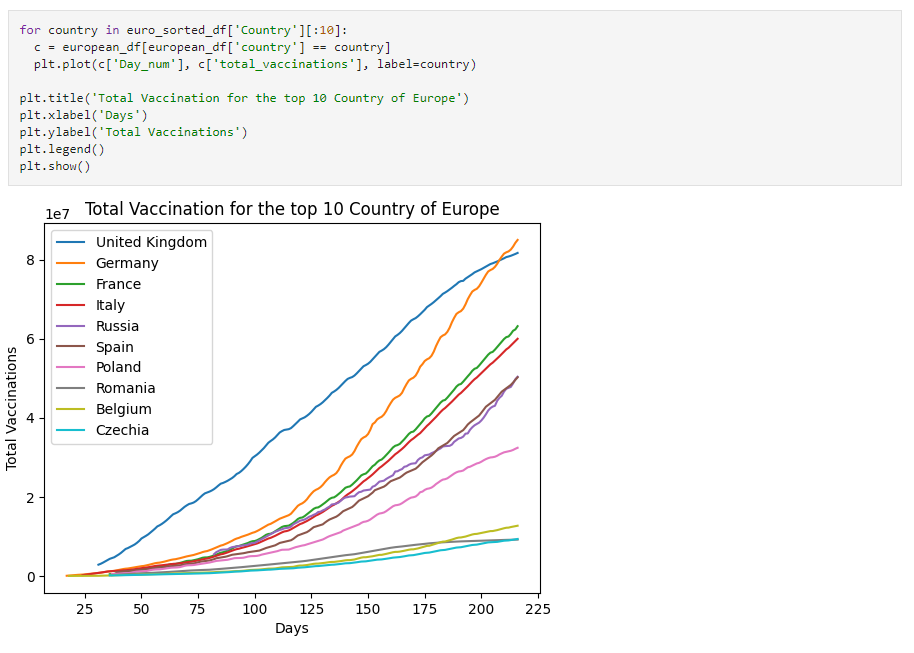 for country in euro_sorted_df['Country'][:10]:
  c = european_df[european_df['country'] == country]
  plt.plot(c['Day_num'], c['total_vaccinations'], label=country)
plt.title('Total Vaccination for the top 10 Country of Europe')
plt.xlabel('Days')
plt.ylabel('Total Vaccinations')
plt.legend()
plt.show()
1e7
Total Vaccination for the top 10 Country of Europe
United Kingdom
Germany
France
Italy
Russia
Spain
Poland
Romania
Belgium
Czechia
8
6
4
2
0
Total Vaccinations
25 50 75 100 125 150 175 200 225
Days